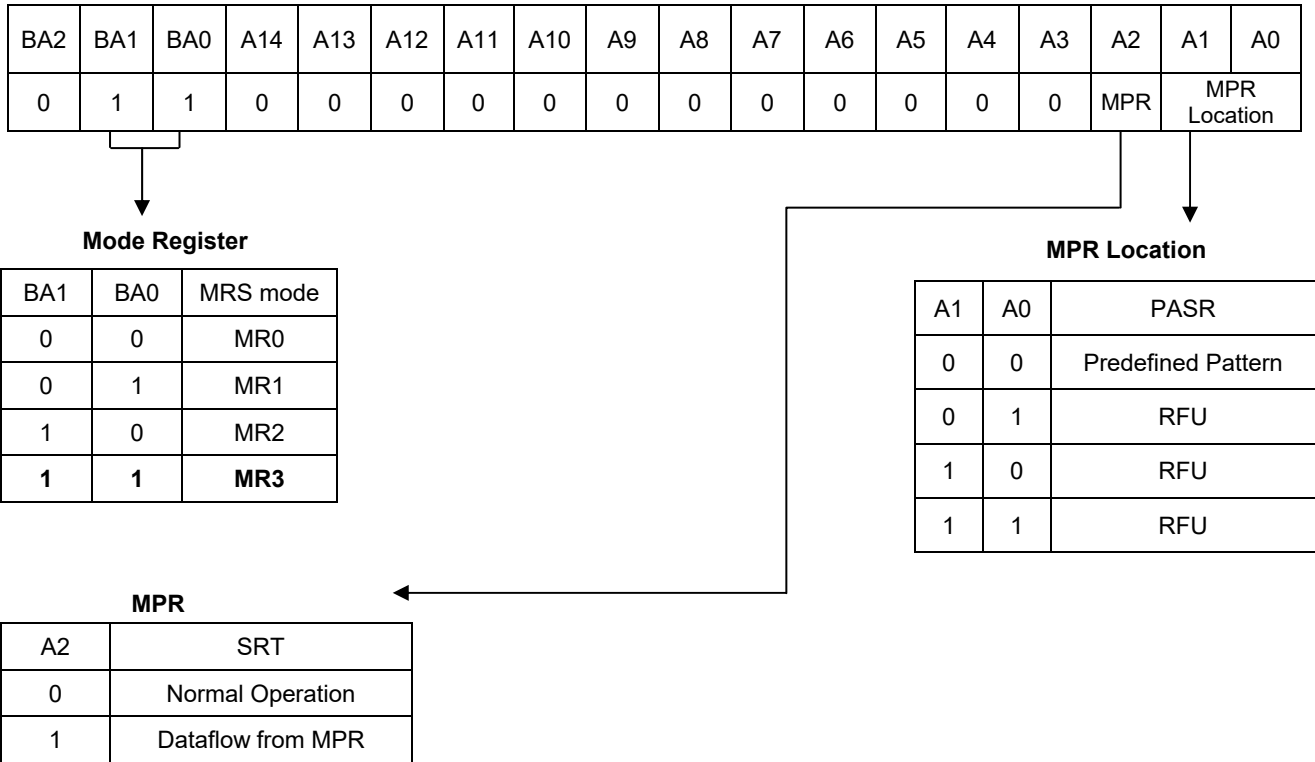 BA2 BA1 BA0 A14 A13 A12 A11 A10 A9 A8 A7 A6 A5 A4 A3 A2 A1 A0
0 1 1 0 0 0 0 0 0 0 0 0 0 0 0 MPR MPR
Location
Mode Register
BA1 BA0 MRS mode
0 0 MR0
0 1 MR1
1 0 MR2
1 1 MR3
MPR Location
A1 A0 PASR
0 0 Predefined Pattern
0 1 RFU
1 0 RFU
1 1 RFU
MPR
A2 SRT
0 Normal Operation
1 Dataflow from MPR